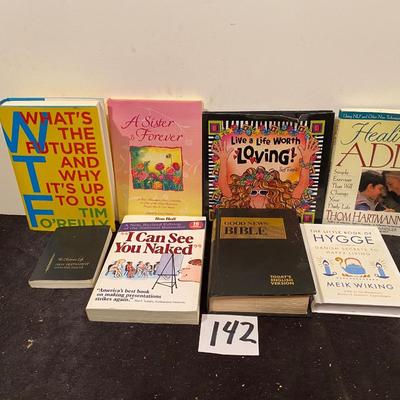 WTF
WHAT'S
THE
FUTURE
AND
WHY
IT'S UP
TO US
TIM
O'REILLY
A Sister
is Forever
Live a Life Worth
LOVING!
Healing
ADD
Simple
Exercises
That Will
Change
Your
Daily Life
THOM HARTMANN
Ron Hoff
"I Can See
You Naked"
"America's best book
on making presentations
strikes again."
GOOD NEWS
BIBLE
TODAY'S
ENGLISH
VERSION
THE LITTLE BOOK OF
HYGGE
DANISH SECRETS TO
HAPPY LIVING
MEIK WIKING
142